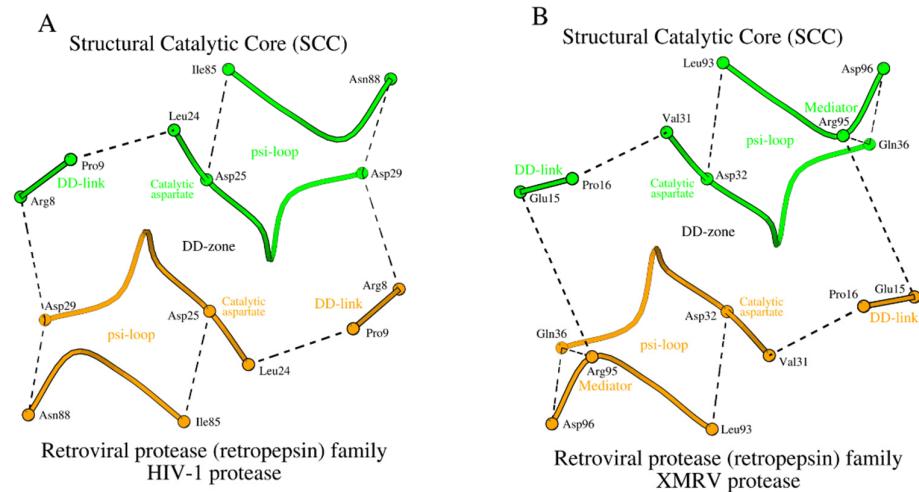 A
Structural Catalytic Core (SCC)
Ile85
Asn88
Leu24
psi-loop
Pro9
DD-link
Asp25
Catalytic
aspartate
Asp29
Arg8
DD-zone
Asp29
Arg8
Catalytic
aspartate
DD-link
Asp25
psi-loop
Pro9
Leu24
Asn88
Ile85
Retroviral protease (retropepsin) family
HIV-1 protease
B
Structural Catalytic Core (SCC)
Leu93
Asp96
Mediator
Arg95
Val31
psi-loop
Gln36
DD-link
Pro16
Asp32
Glu15
Catalytic
aspartate
DD-zone
Glu15
Pro16
Catalytic
aspartate
Asp32
DD-link
Gln36
psi-loop
Val31
Arg95
Mediator
Asp96
Leu93
Retroviral protease (retropepsin) family
XMRV protease